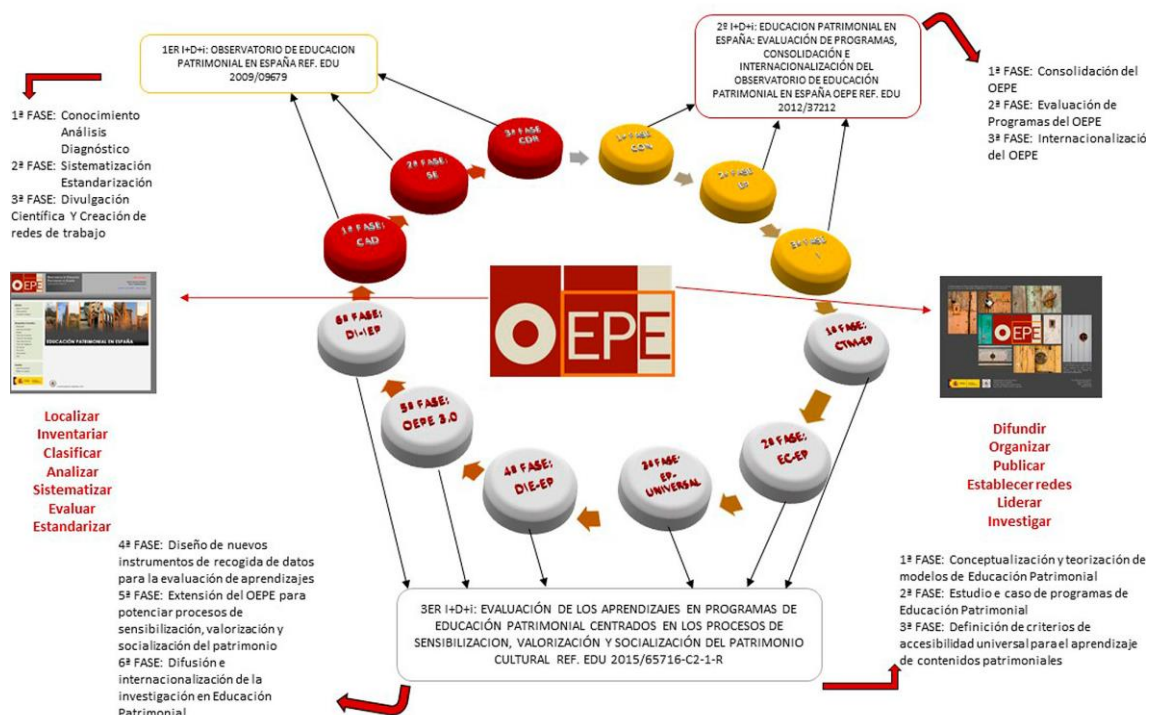 1ER I+D+i: OBSERVATORIO DE EDUCACION
PATRIMONIAL EN ESPAÑA REF. EDU
2009/09679
2º I+D+i: EDUCACION PATRIMONIAL EN
ESPAÑA: EVALUACIÓN DE PROGRAMAS,
CONSOLIDACIÓN E
INTERNACIONALIZACIÓN DEL
OBSERVATORIO DE EDUCACIÓN
PATRIMONIAL EN ESPAÑA OEPE REF. EDU
2012/37212
1ª FASE: Conocimiento
Análisis
Diagnóstico
2ª FASE: Sistematización
Estandarización
3ª FASE: Divulgación
Científica Y Creación de
redes de trabajo
1ª FASE: Consolidación del
OEPE
2ª FASE: Evaluación de
Programas del OEPE
3ª FASE: Internacionalizació
del OEPE
3ª FASE
CDR
1ª FASE
CON
2ª FASE:
SE
2ª FASE
1ª FASE:
CAD
3ª FASE
I
OEPE
EDUCACIÓN PATRIMONIAL EN ESPAÑA
OEPE
OEPE
6ª FASE:
DI-IEP
1ª FASE:
CTM-EP
5ª FASE:
OEPE 3.0
2ª FASE:
EC-EP
4ª FASE:
DIE-EP
3ª FASE:
EP-
UNIVERSAL
Localizar
Inventariar
Clasificar
Analizar
Sistematizar
Evaluar
Estandarizar
Difundir
Organizar
Publicar
Establecer redes
Liderar
Investigar
4ª FASE: Diseño de nuevos
instrumentos de recogida de datos
para la evaluación de aprendizajes
5ª FASE: Extensión del OEPE para
potenciar procesos de
sensibilización, valorización y
socialización del patrimonio
6ª FASE: Difusión e
internacionalización de la
investigación en Educación
Patrimonial
3ER I+D+i: EVALUACIÓN DE LOS APRENDIZAJES EN PROGRAMAS DE
EDUCACIÓN PATRIMONIAL CENTRADOS EN LOS PROCESOS DE
SENSIBILIZACION, VALORIZACIÓN Y SOCIALIZACIÓN DEL PATRIMONIO
CULTURAL REF. EDU 2015/65716-C2-1-R
1ª FASE: Conceptualización y teorización de
modelos de Educación Patrimonial
2ª FASE: Estudio e caso de programas de
Educación Patrimonial
3ª FASE: Definición de criterios de
accesibilidad universal para el aprendizaje
de contenidos patrimoniales